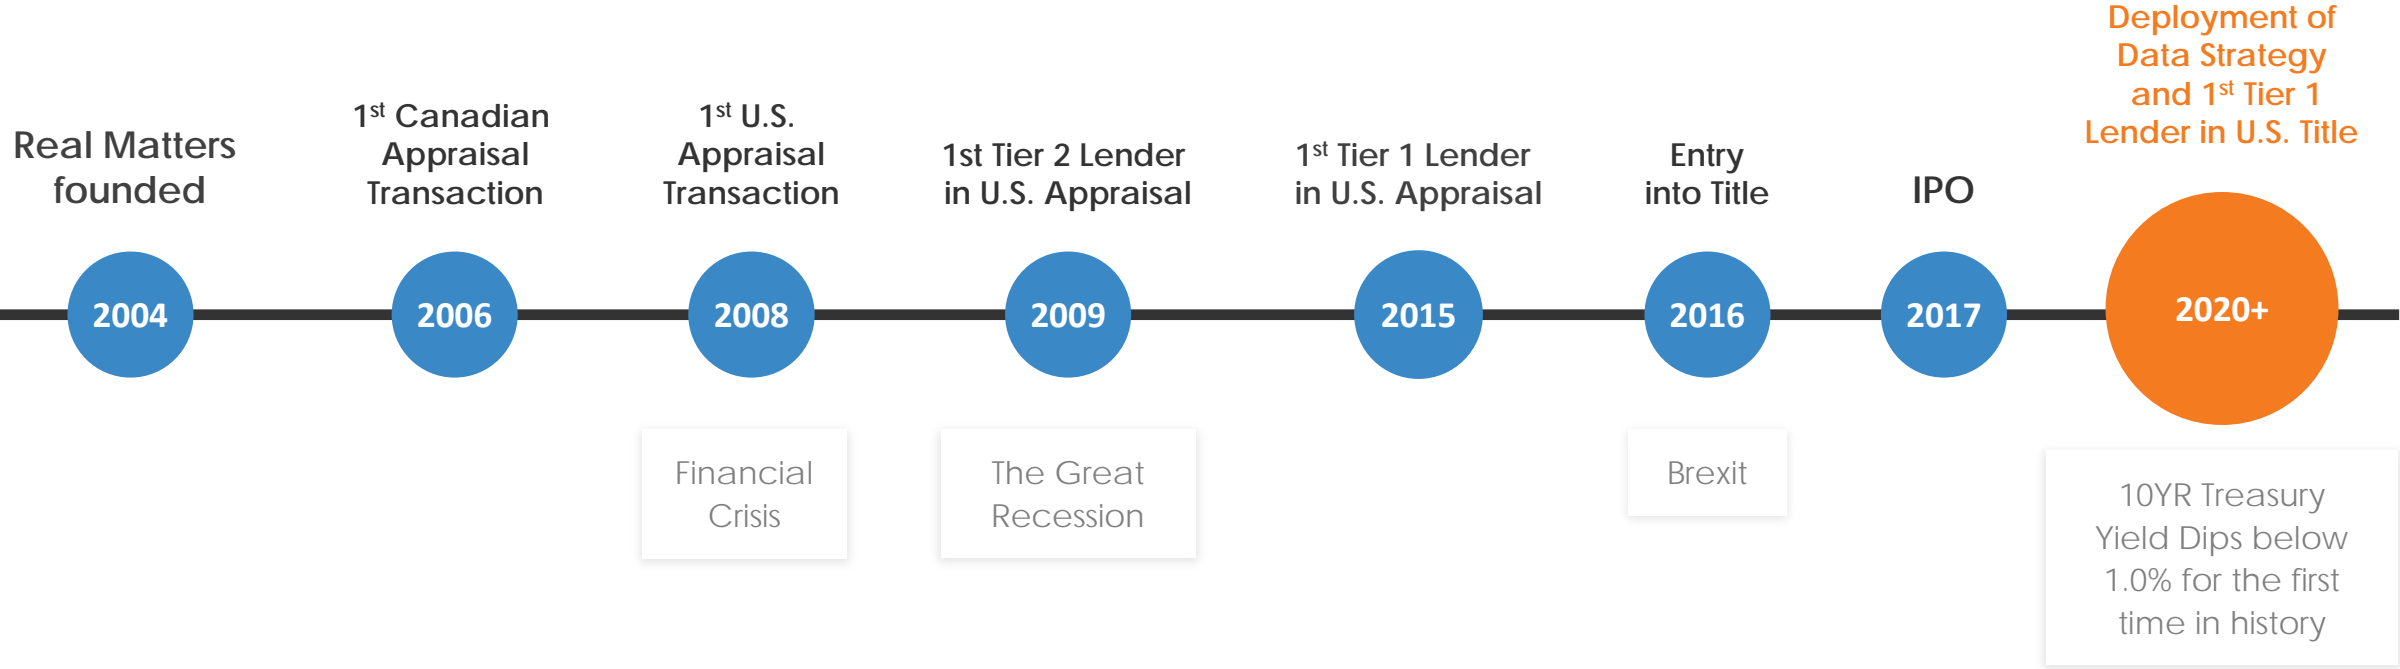 Real Matters
founded
1st Canadian
Appraisal
Transaction
1st U.S.
Appraisal
Transaction
1st Tier 2 Lender
in U.S. Appraisal
1st Tier 1 Lender
in U.S. Appraisal
Entry
into Title
IPO
Deployment of
Data Strategy
and 1st Tier 1
Lender in U.S. Title
2004
2006
2008
2009
2015
2016
2017
2020+
Financial
Crisis
The Great
Recession
Brexit
10YR Treasury
Yield Dips below
1.0% for the first
time in history